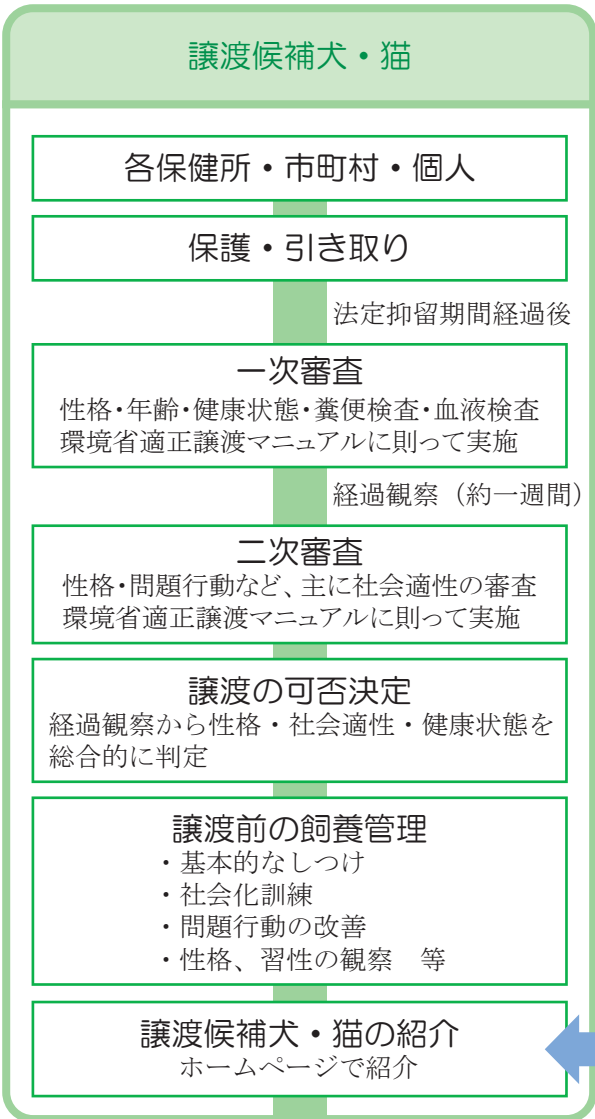 譲渡候補犬・猫
各保健所・市町村・個人
保護・引き取り
法定抑留期間経過後
一次審査
性格・年齢・健康状態・糞便検査・血液検査
環境省適正譲渡マニュアルに則って実施
経過観察（約一週間）
二次審査
性格・問題行動など、主に社会適性の審査
環境省適正譲渡マニュアルに則って実施
譲渡の可否決定
経過観察から性格・社会適性・健康状態を
総合的に判定
譲渡前の飼養管理
・基本的なしつけ
・社会化訓練
・問題行動の改善
・性格、習性の観察　等
譲渡候補犬・猫の紹介
ホームページで紹介